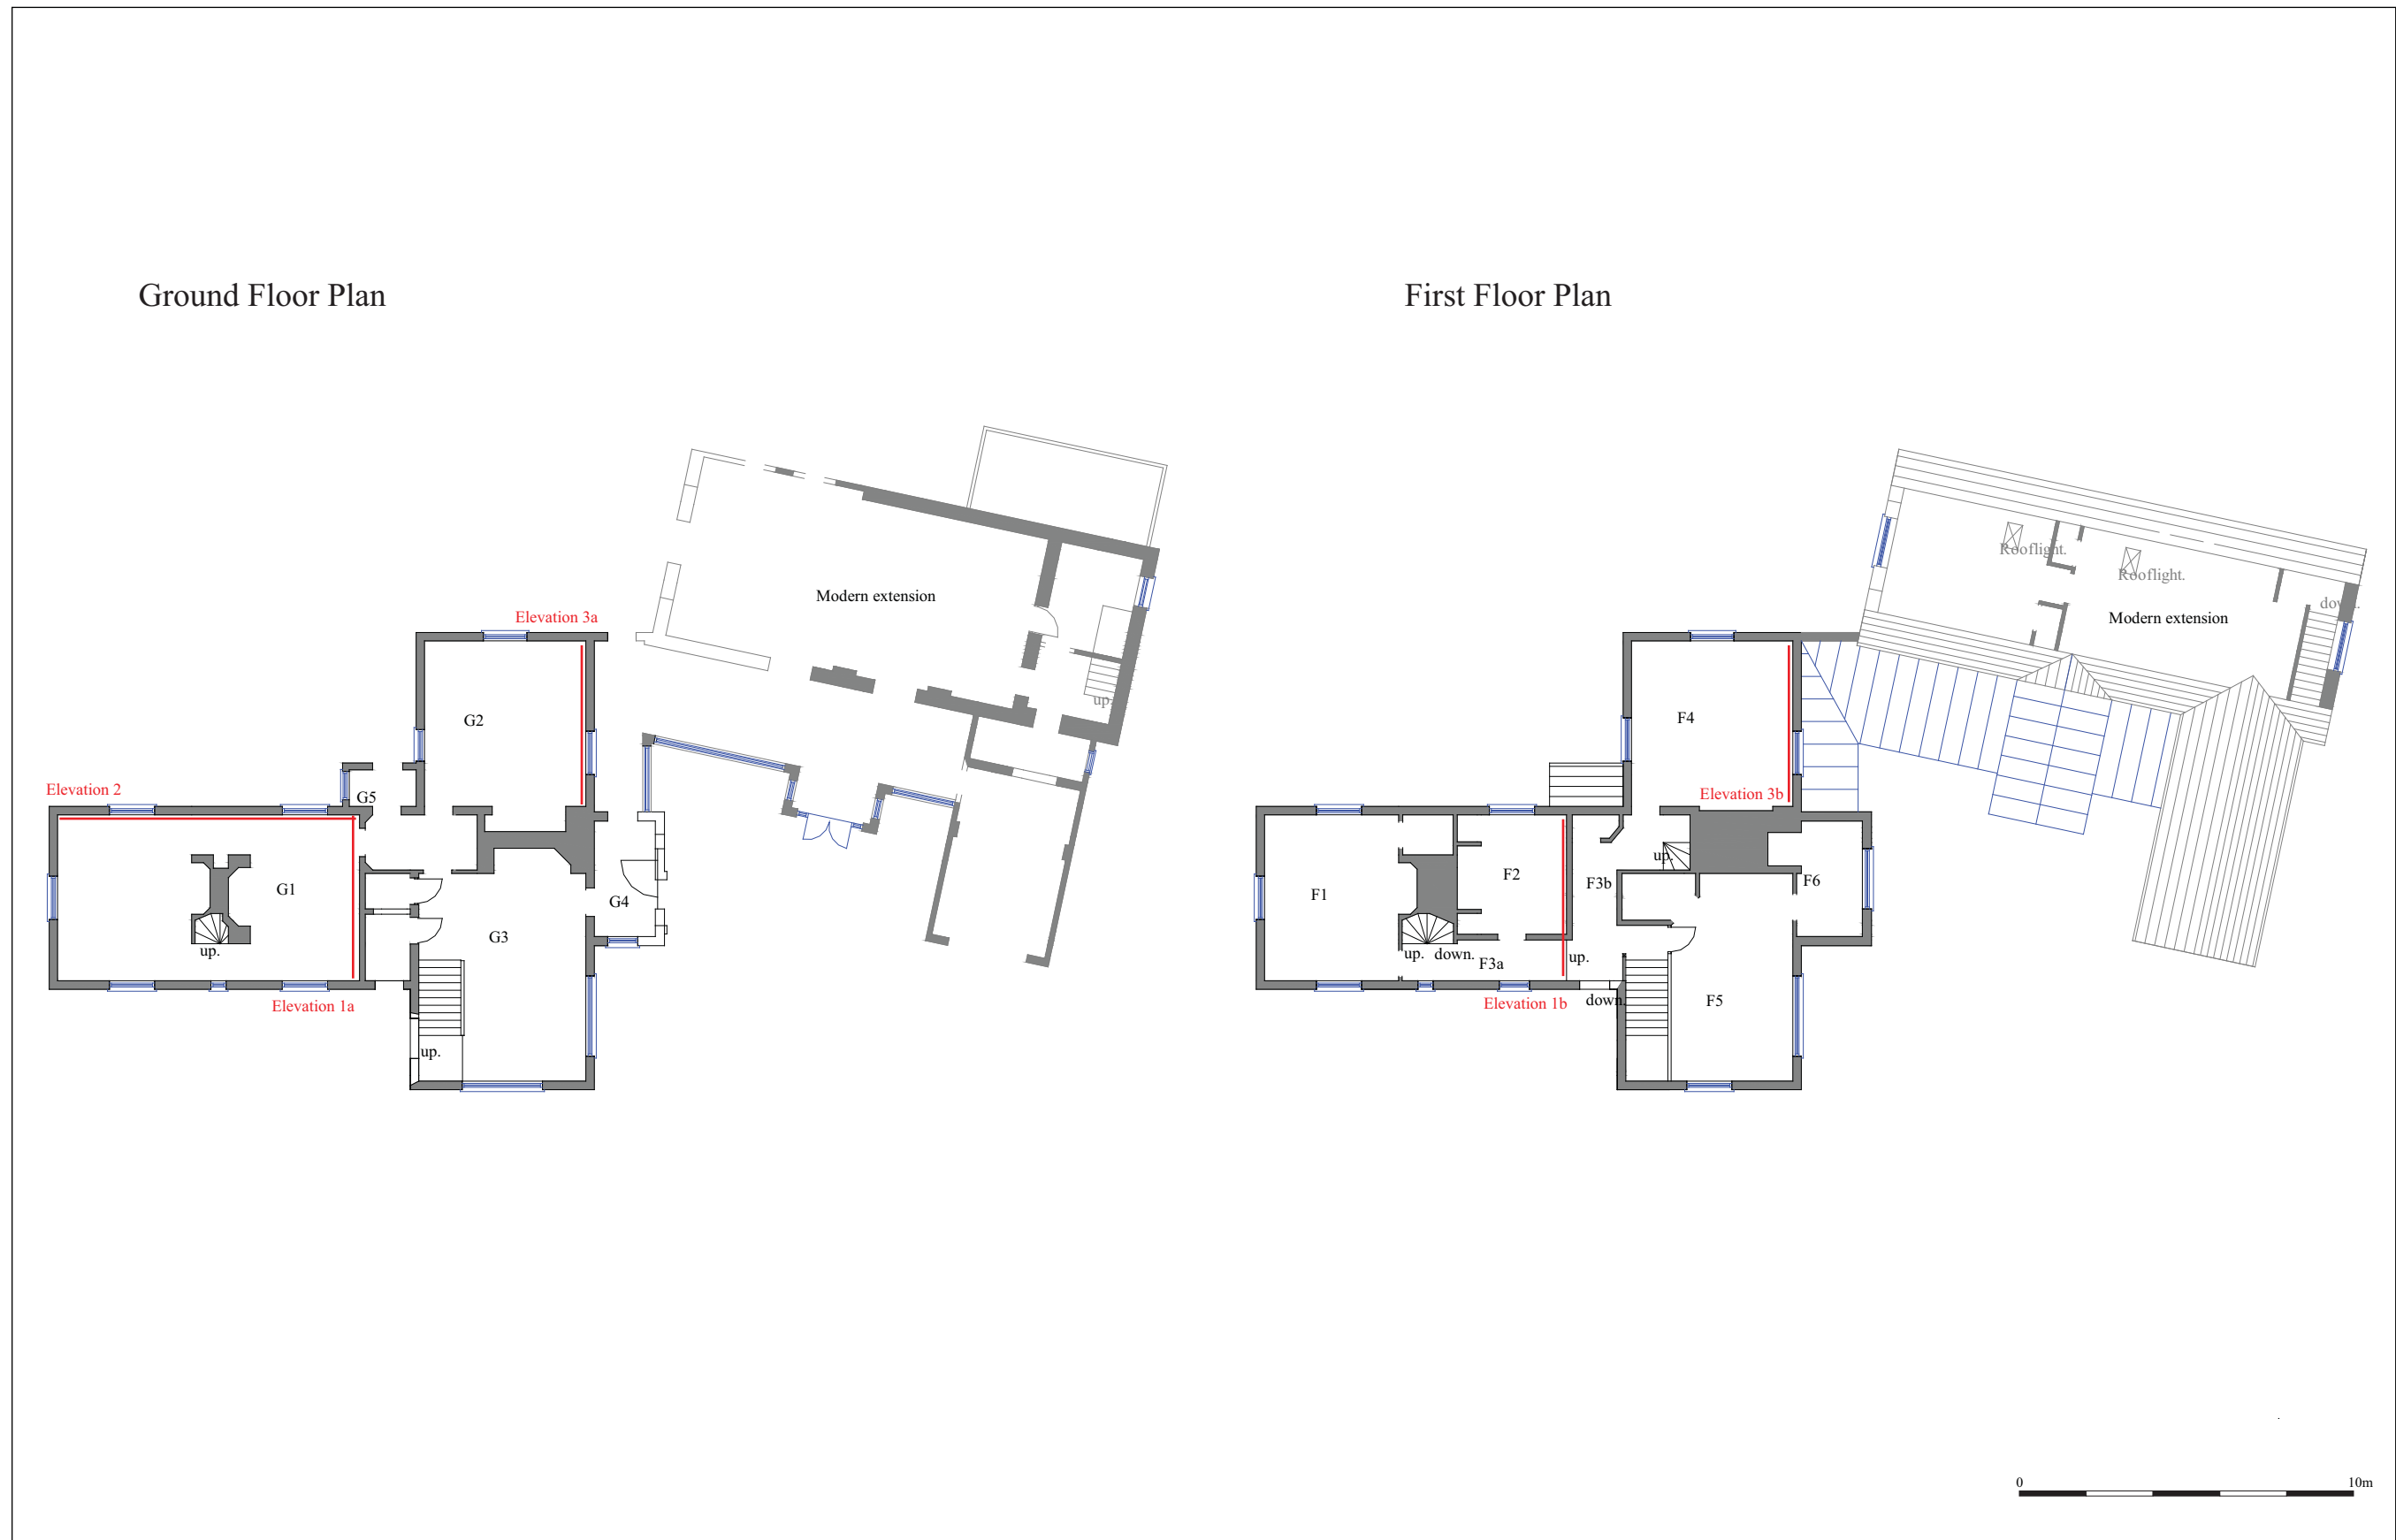 Ground Floor Plan
First Floor Plan
Modern extension
Elevation 3a
G2
up.
Elevation 2
G5
G1
G4
G3
up.
Elevation 1a
up.
Rooflight.
Rooflight.
down.
Modern extension
F4
Elevation 3b
up.
F2
F3b
F6
F1
up.
down.
F3a
up.
Elevation 1b
down.
F5
0
10m